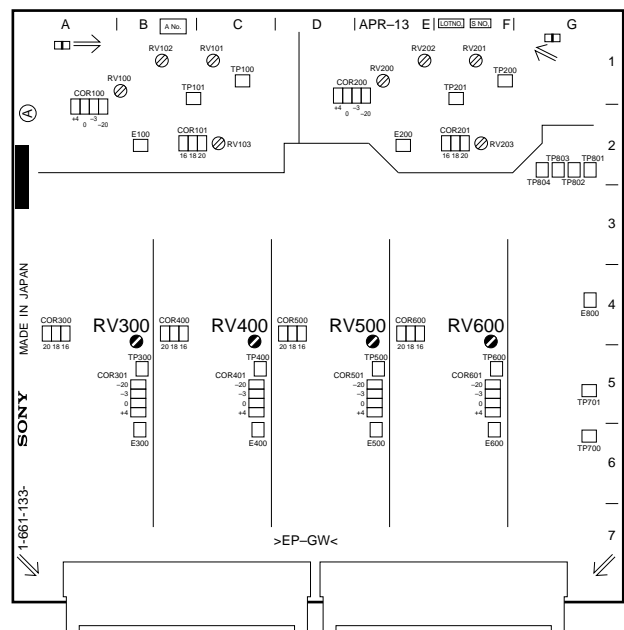 A B A No. C D APR–13 E LOTNO. S NO. F G
RV102 RV101 RV202 RV201
1
RV100 TP100 RV200 TP200
COR100 TP101 COR200 TP201
+4 –3
0 –20
+4 –3
0 –20
A
E100 COR101 RV103 E200 COR201 RV203
2
16 18 20 16 18 20
TP803 TP801
TP804 TP802
3
MADE IN JAPAN
4
E800
COR300 RV300 COR400 RV400 COR500 RV500 COR600 RV600
20 18 16 20 18 16 20 18 16 20 18 16
TP300 TP400 TP500 TP600
COR301 COR401 COR501 COR601
5
–20 –20 –20 –20
–3 –3 –3 –3
0 0 0 0
+4 +4 +4 +4
TP701
SONY
E300 E400 E500 E600
TP700
6
1-661-133-
>EP–GW<
7